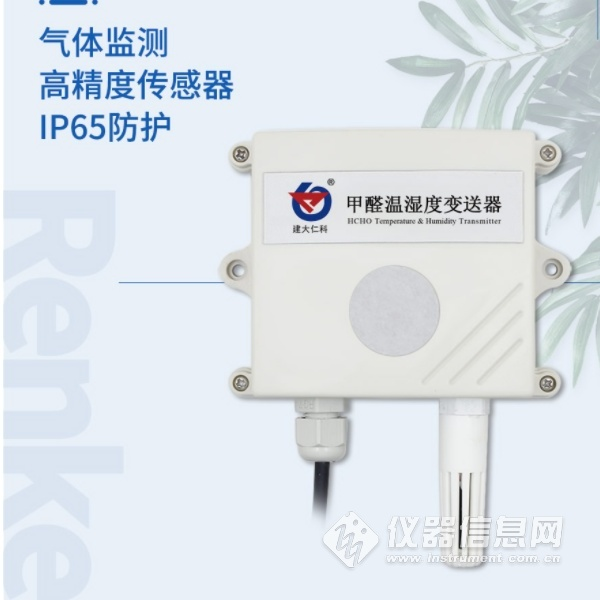 气体监测
高精度传感器
IP65防护
Renke
®
建大仁科
甲醛温湿度变送器
HCHO Temperature & Humidity Transmitter
仪器信息网
www.instrument.com.cn